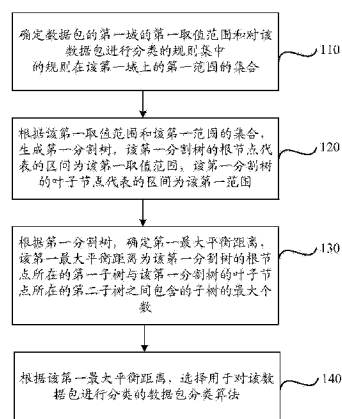 确定数据包的第一域的第一取值范围和对该
数据包进行分类的规则集中
的规则在该第一域上的第一范围的集合
110
根据该第一取值范围和该第一范围的集合，
生成第一分割树，该第一分割树的根节点
代表的区间为该第一取值范围，该第一分割树
的叶子节点代表的区间为该第一范围
120
根据第一分割树，确定第一最大平衡距离，
该第一最大平衡距离为该第一分割树的根节
点所在的第一子树与该第一分割树的叶子节
点所在的第二子树之间包含的子树的最大个
数
130
根据该第一最大平衡距离，选择用于对该数
据包进行分类的数据包分类算法
140